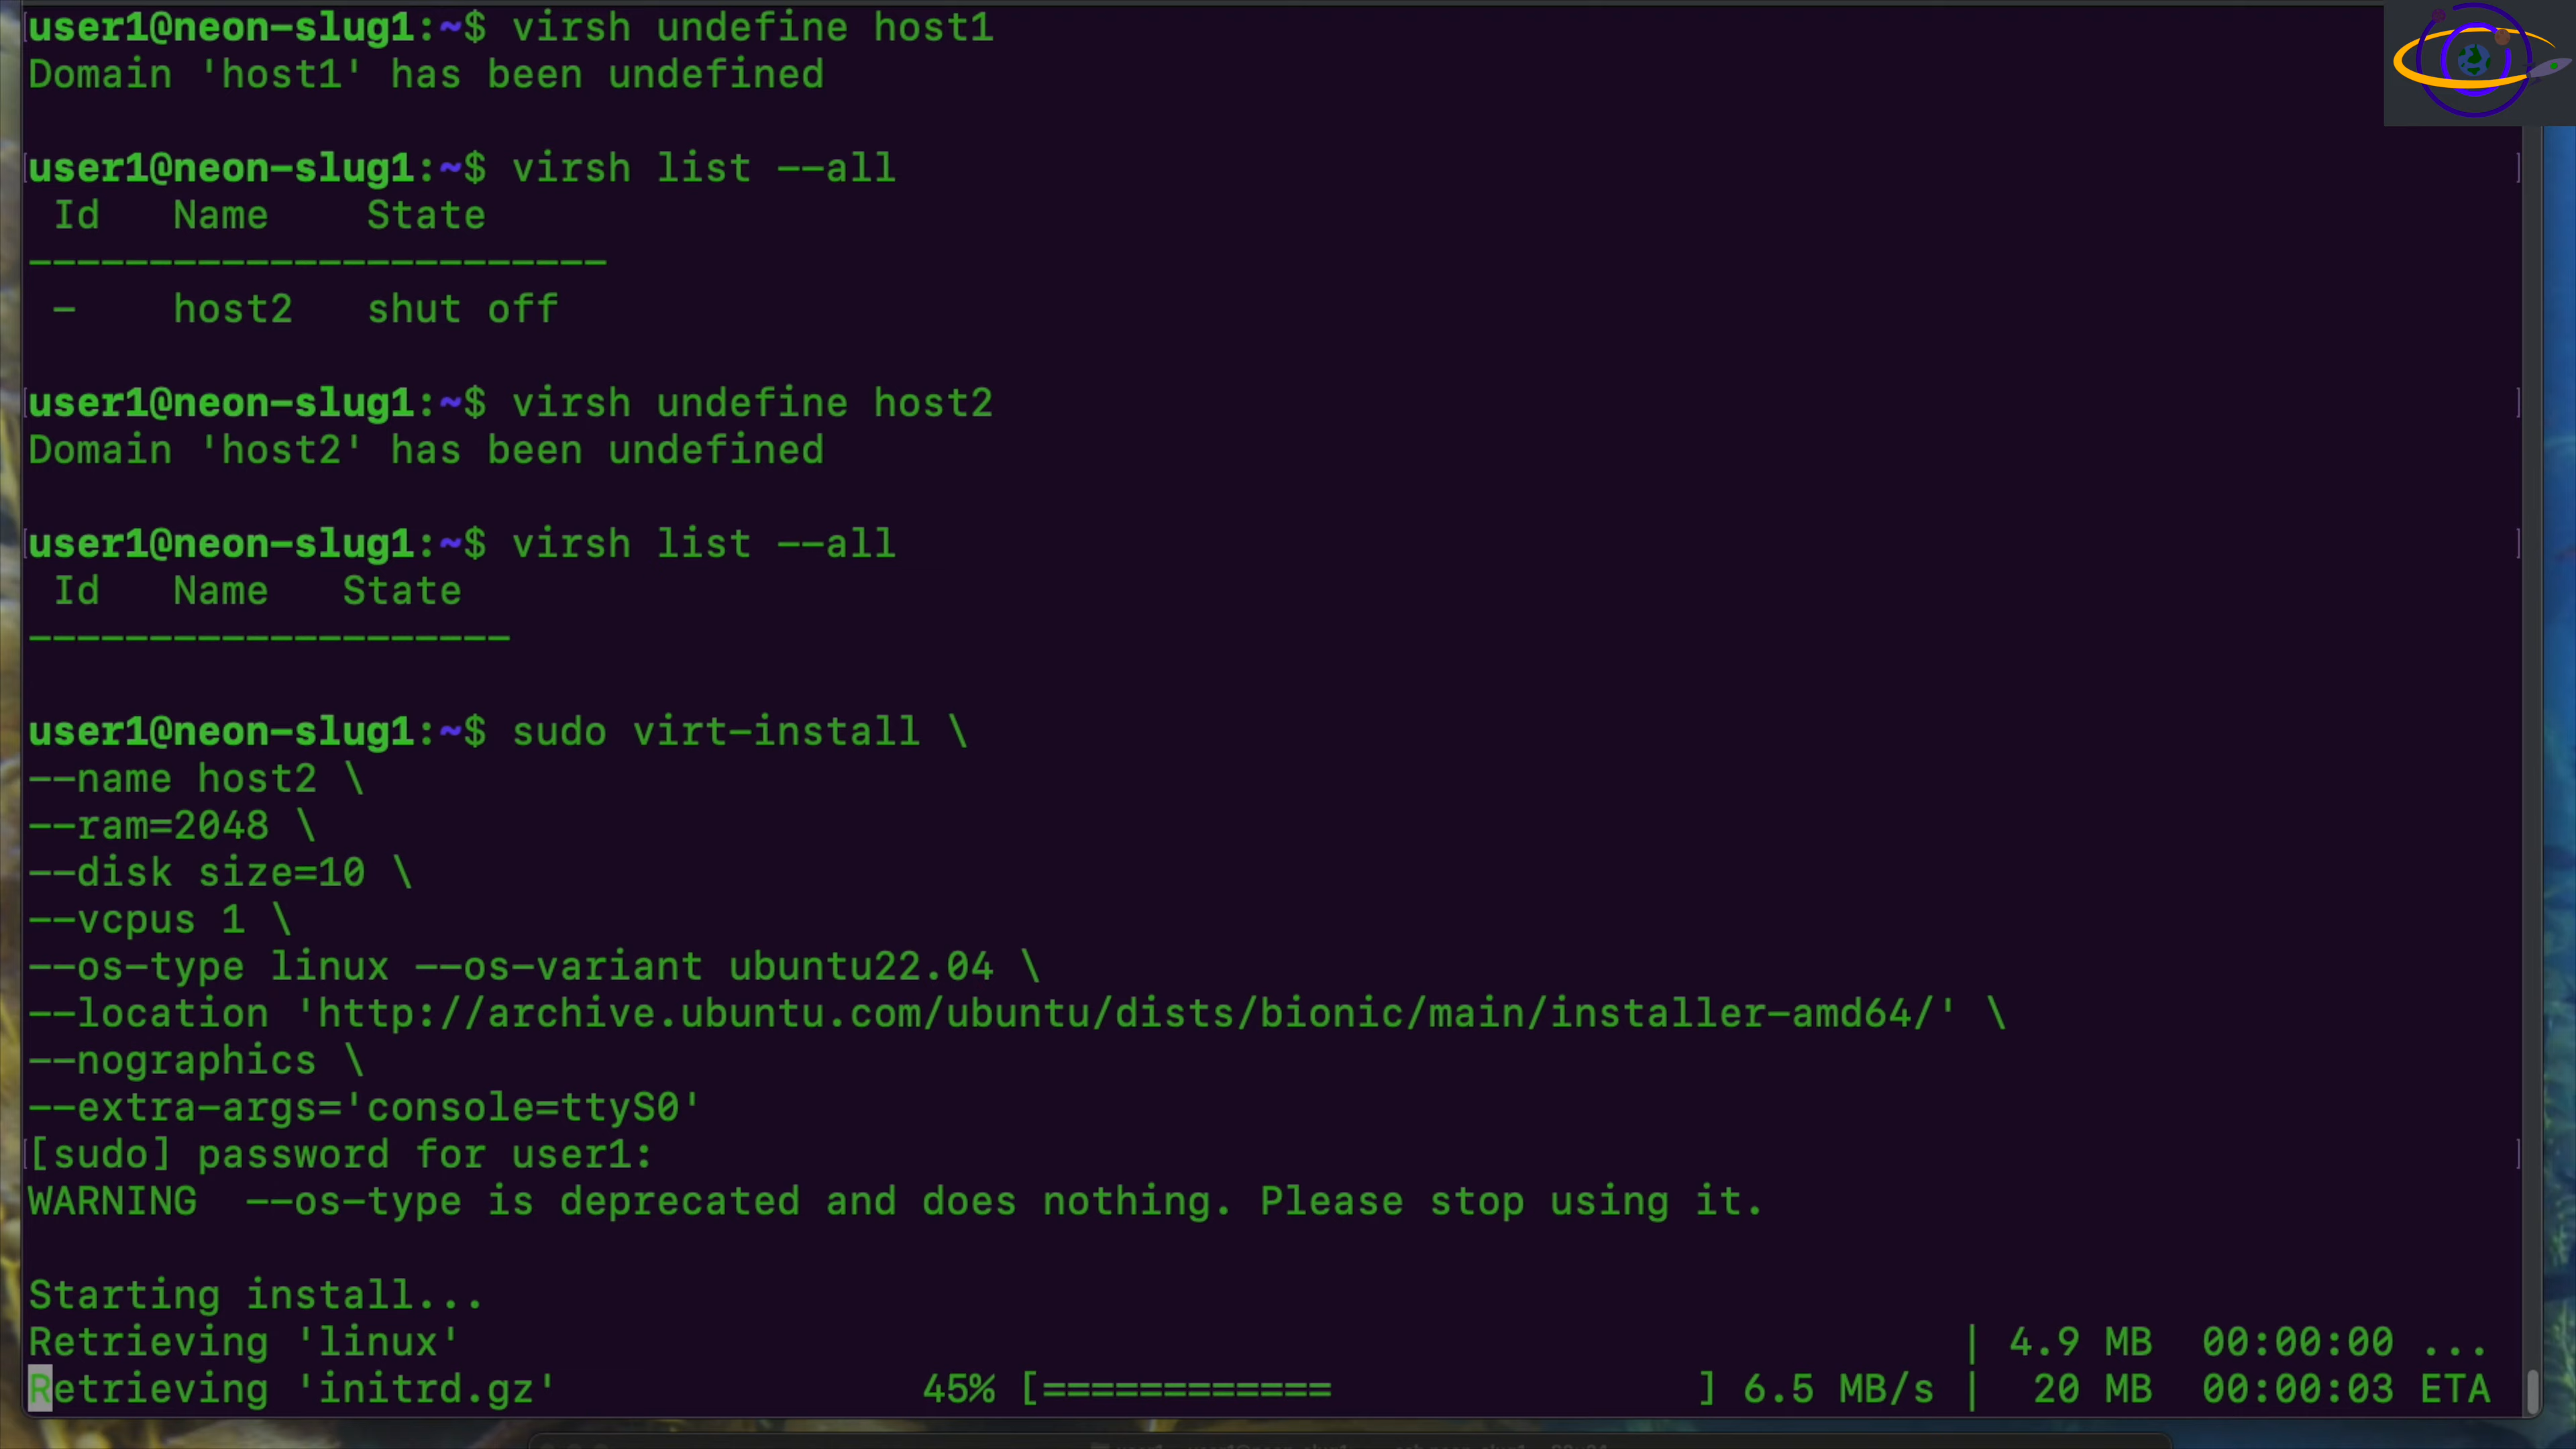 user1@neon-slug1:~$ virsh undefine host1
Domain 'host1' has been undefined
user1@neon-slug1:~$ virsh list --all
Id   Name    State
------------------------
-    host2   shut off
user1@neon-slug1:~$ virsh undefine host2
Domain 'host2' has been undefined
user1@neon-slug1:~$ virsh list --all
Id   Name   State
--------------------
user1@neon-slug1:~$ sudo virt-install \
--name host2 \
--ram=2048 \
--disk size=10 \
--vcpus 1 \
--os-type linux --os-variant ubuntu22.04 \
--location 'http://archive.ubuntu.com/ubuntu/dists/bionic/main/installer-amd64/' \
--nographics \
--extra-args='console=ttyS0'
[sudo] password for user1:
WARNING  --os-type is deprecated and does nothing. Please stop using it.
Starting install...
Retrieving 'linux' | 4.9 MB  00:00:00 ...
Retrieving 'initrd.gz' 45% [============ ] 6.5 MB/s |  20 MB  00:00:03 ETA